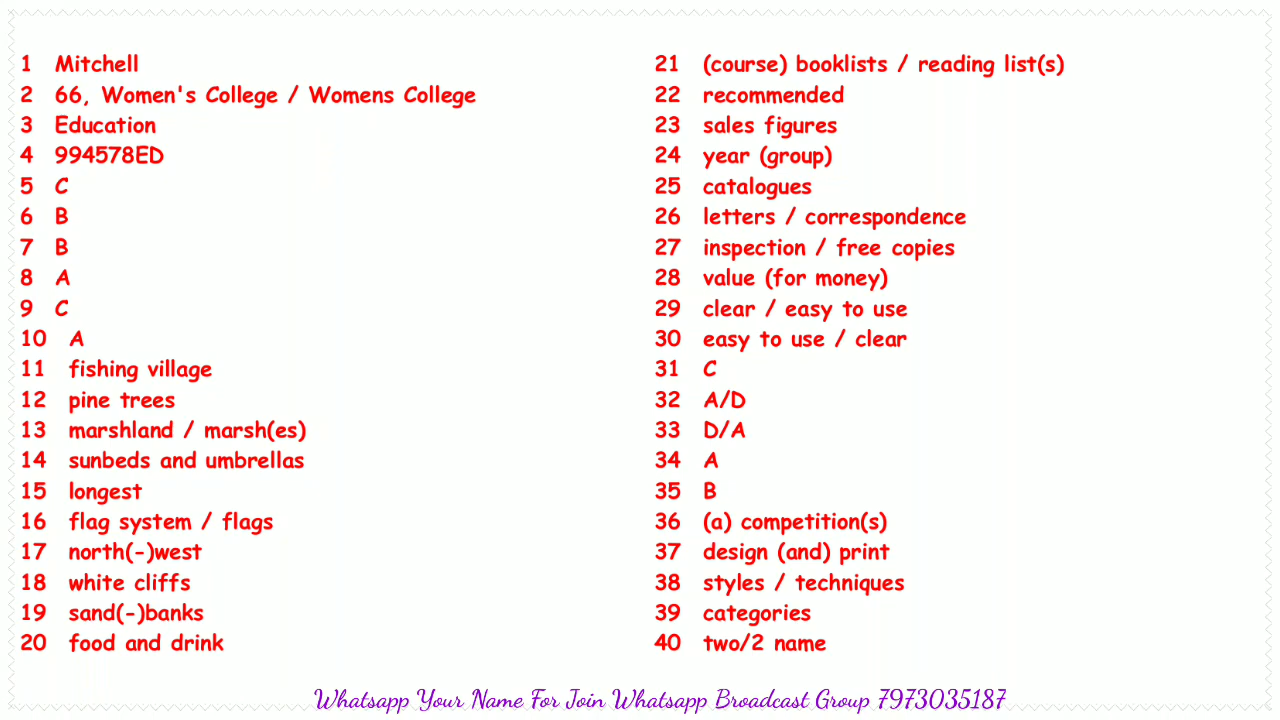 1 Mitchell
2 66, Women's College / Womens College
3 Education
4 994578ED
5 C
6 B
7 B
8 A
9 C
10 A
11 fishing village
12 pine trees
13 marshland / marsh(es)
14 sunbeds and umbrellas
15 longest
16 flag system / flags
17 north(-)west
18 white cliffs
19 sand(-)banks
20 food and drink
21 (course) booklists / reading list(s)
22 recommended
23 sales figures
24 year (group)
25 catalogues
26 letters / correspondence
27 inspection / free copies
28 value (for money)
29 clear / easy to use
30 easy to use / clear
31 C
32 A/D
33 D/A
34 A
35 B
36 (a) competition(s)
37 design (and) print
38 styles / techniques
39 categories
40 two/2 name
Whatsapp Your Name For Join Whatsapp Broadcast Group 7973035187